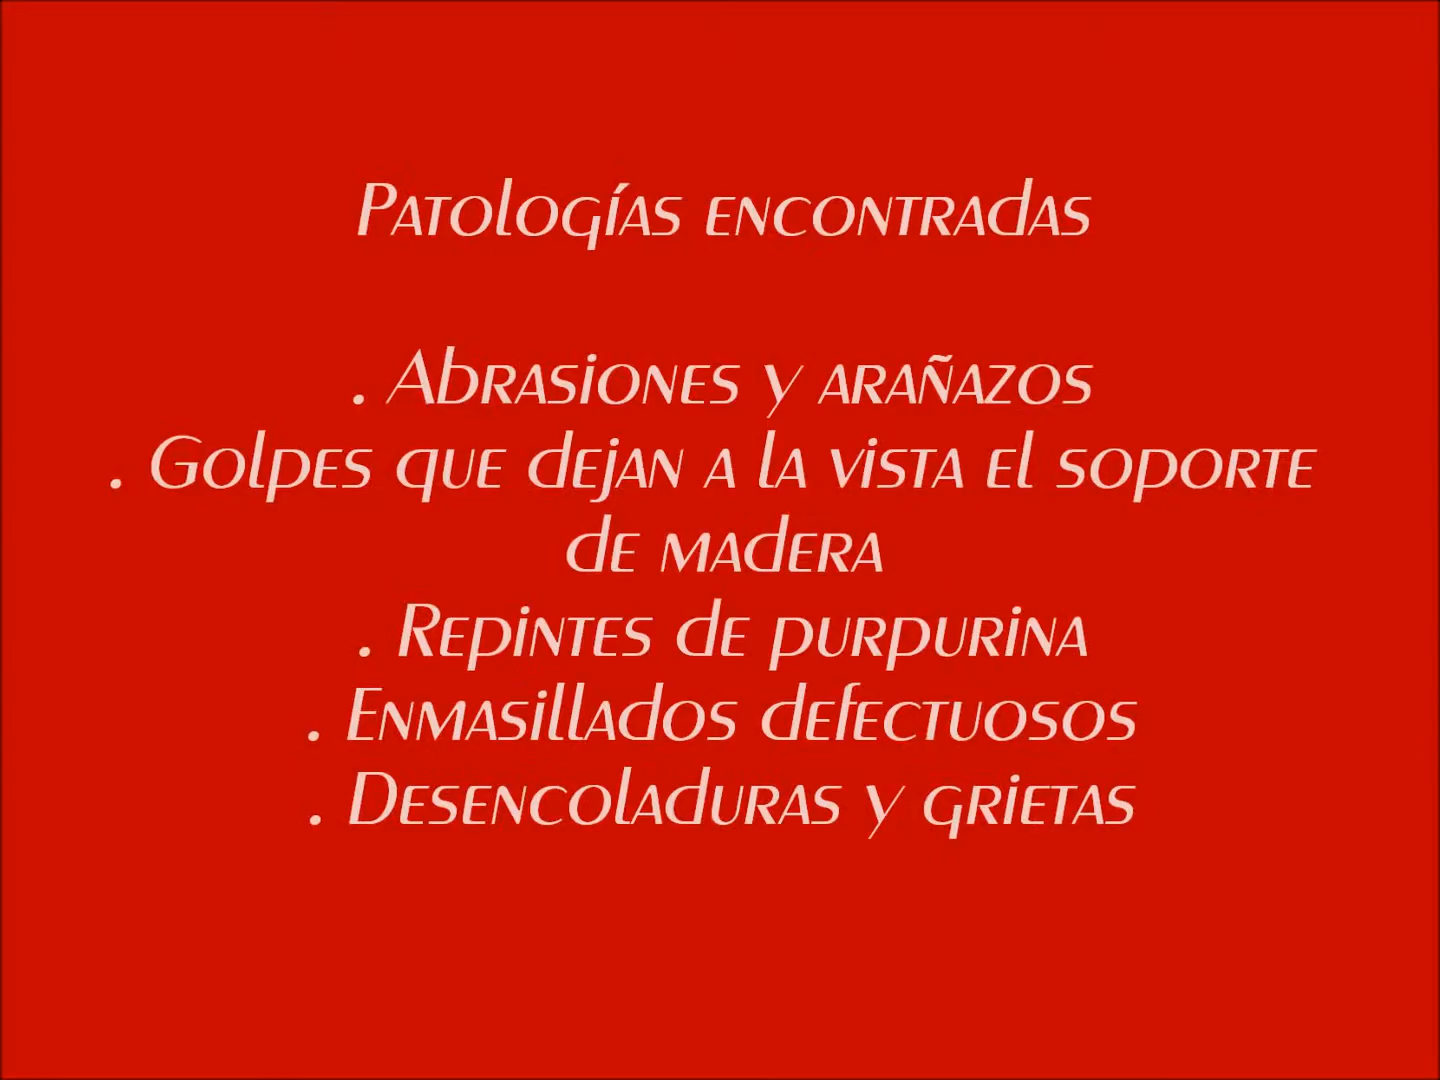 Patologías encontradas
. Abrasiones y arañazos
. Golpes que dejan a la vista el soporte
de madera
. Repintes de purpurina
. Enmasillados defectuosos
. Desencoladuras y grietas